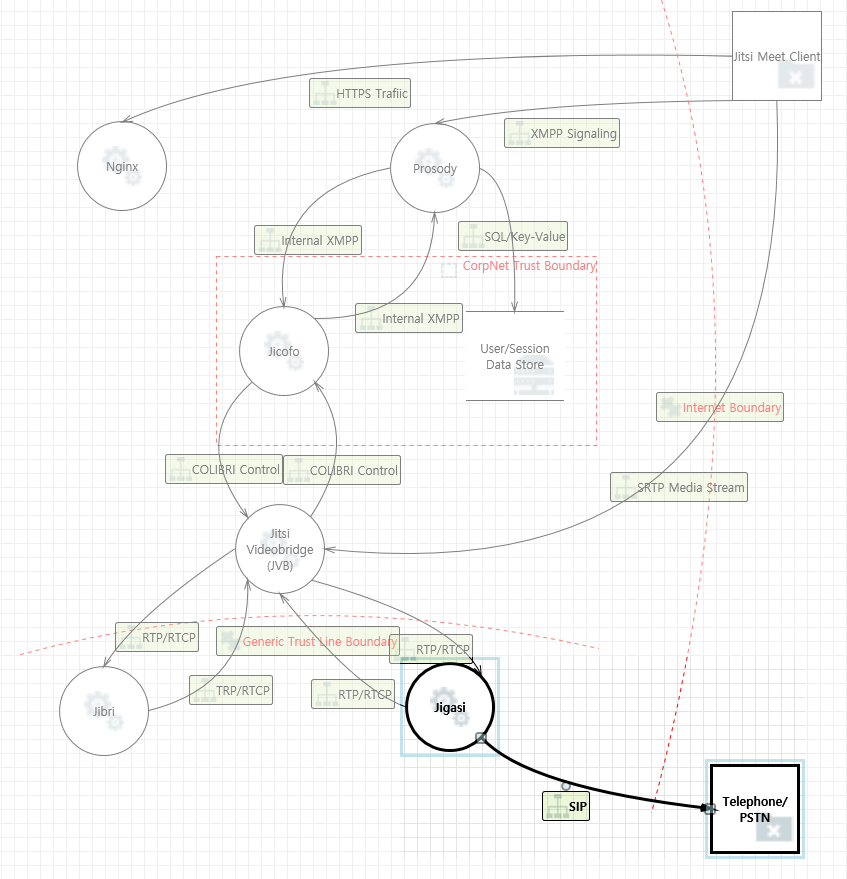 Jitsi Meet Client
HTTPS Trafiic
XMPP Signaling
Nginx
Prosody
Internal XMPP
SQL/Key-Value
CorpNet Trust Boundary
Internal XMPP
Jicofo
User/Session
Data Store
Internet Boundary
COLIBRI Control
COLIBRI Control
SRTP Media Stream
Jitsi
Videobridge
(JVB)
RTP/RTCP
Generic Trust Line Boundary
RTP/RTCP
TRP/RTCP
RTP/RTCP
Jibri
Jigasi
SIP
Telephone/
PSTN